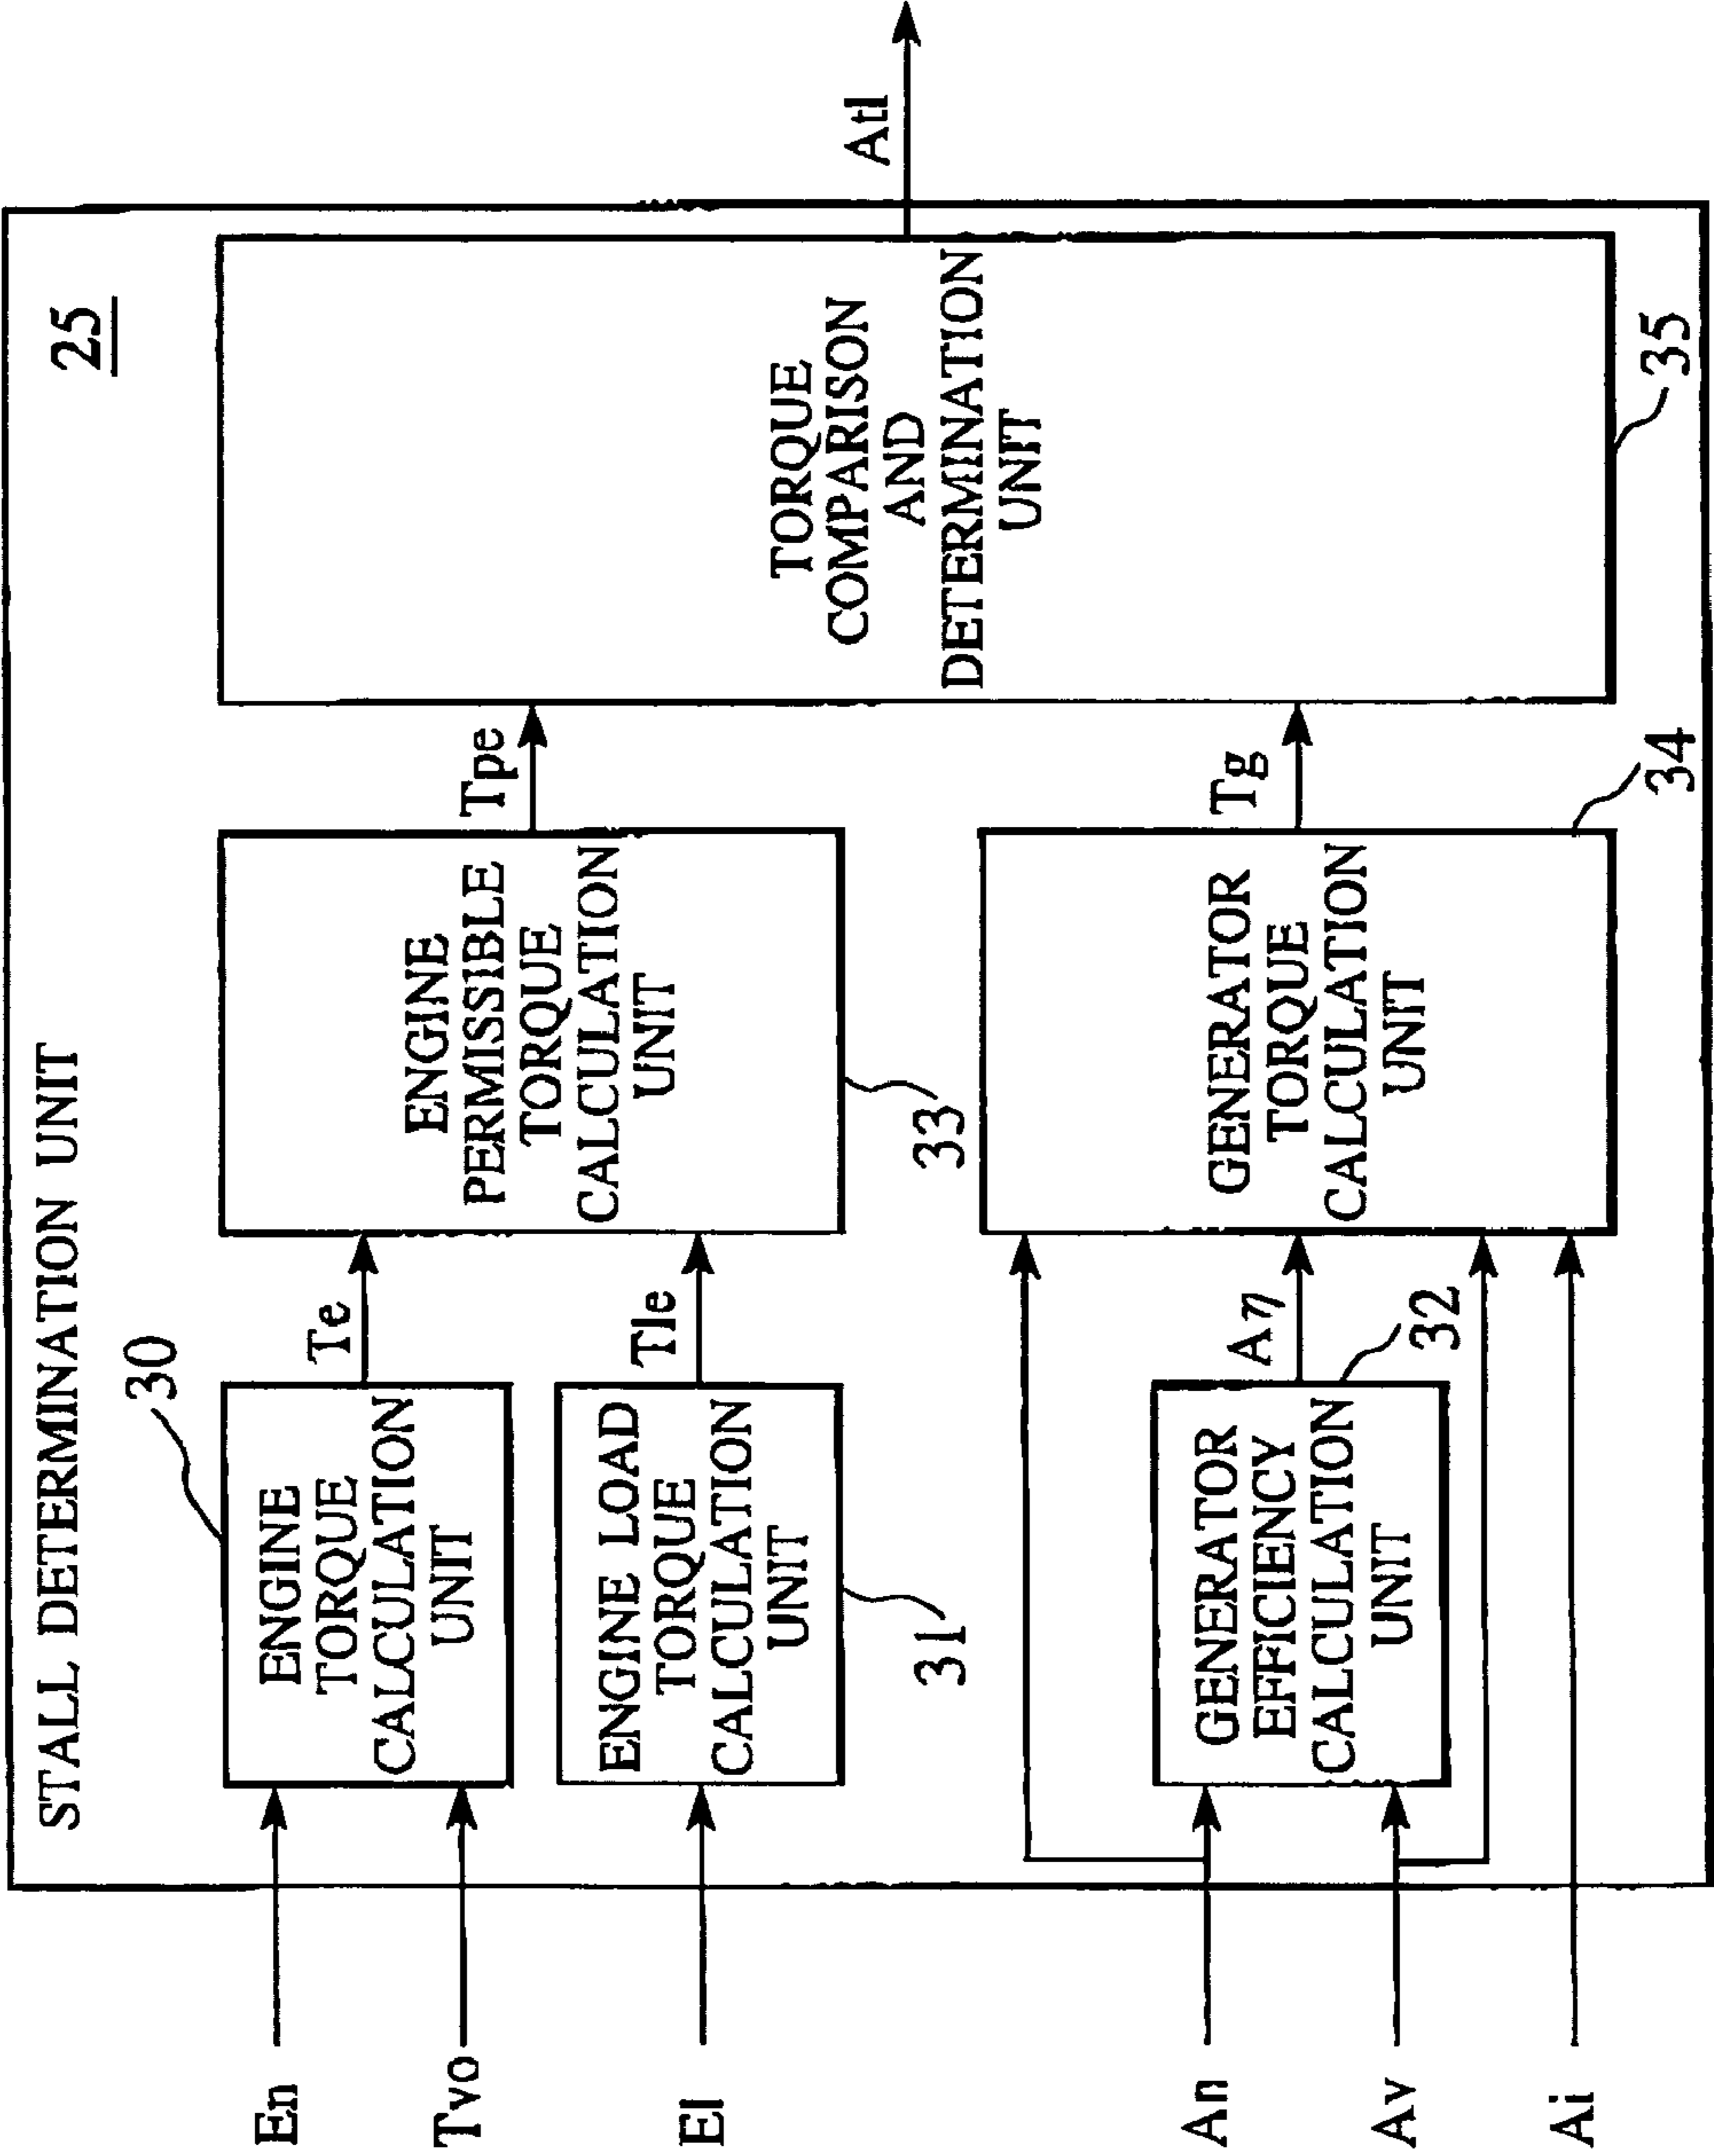 STALL DETERMINATION UNIT
25
En
Tvo
El
An
Av
Ai
30
ENGINE
TORQUE
CALCULATION
UNIT
Te
ENGINE LOAD
TORQUE
CALCULATION
UNIT
31
Tle
GENERATOR
EFFICIENCY
CALCULATION
UNIT
32
Aη
ENGINE
PERMISSIBLE
TORQUE
CALCULATION
UNIT
33
Tpe
GENERATOR
TORQUE
CALCULATION
UNIT
34
Tg
TORQUE
COMPARISON
AND
DETERMINATION
UNIT
35
Atl